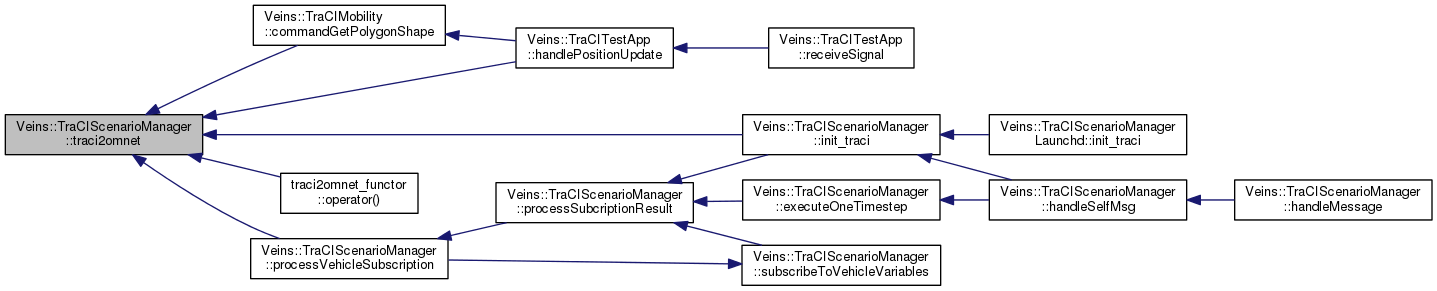 Veins::TraCIMobility
::commandGetPolygonShape
Veins::TraCITestApp
::handlePositionUpdate
Veins::TraCITestApp
::receiveSignal
Veins::TraCIScenarioManager
::traci2omnet
Veins::TraCIScenarioManager
::init_traci
Veins::TraCIScenarioManager
Launchd::init_traci
traci2omnet_functor
::operator()
Veins::TraCIScenarioManager
::processSubcriptionResult
Veins::TraCIScenarioManager
::executeOneTimestep
Veins::TraCIScenarioManager
::handleSelfMsg
Veins::TraCIScenarioManager
::handleMessage
Veins::TraCIScenarioManager
::processVehicleSubscription
Veins::TraCIScenarioManager
::subscribeToVehicleVariables